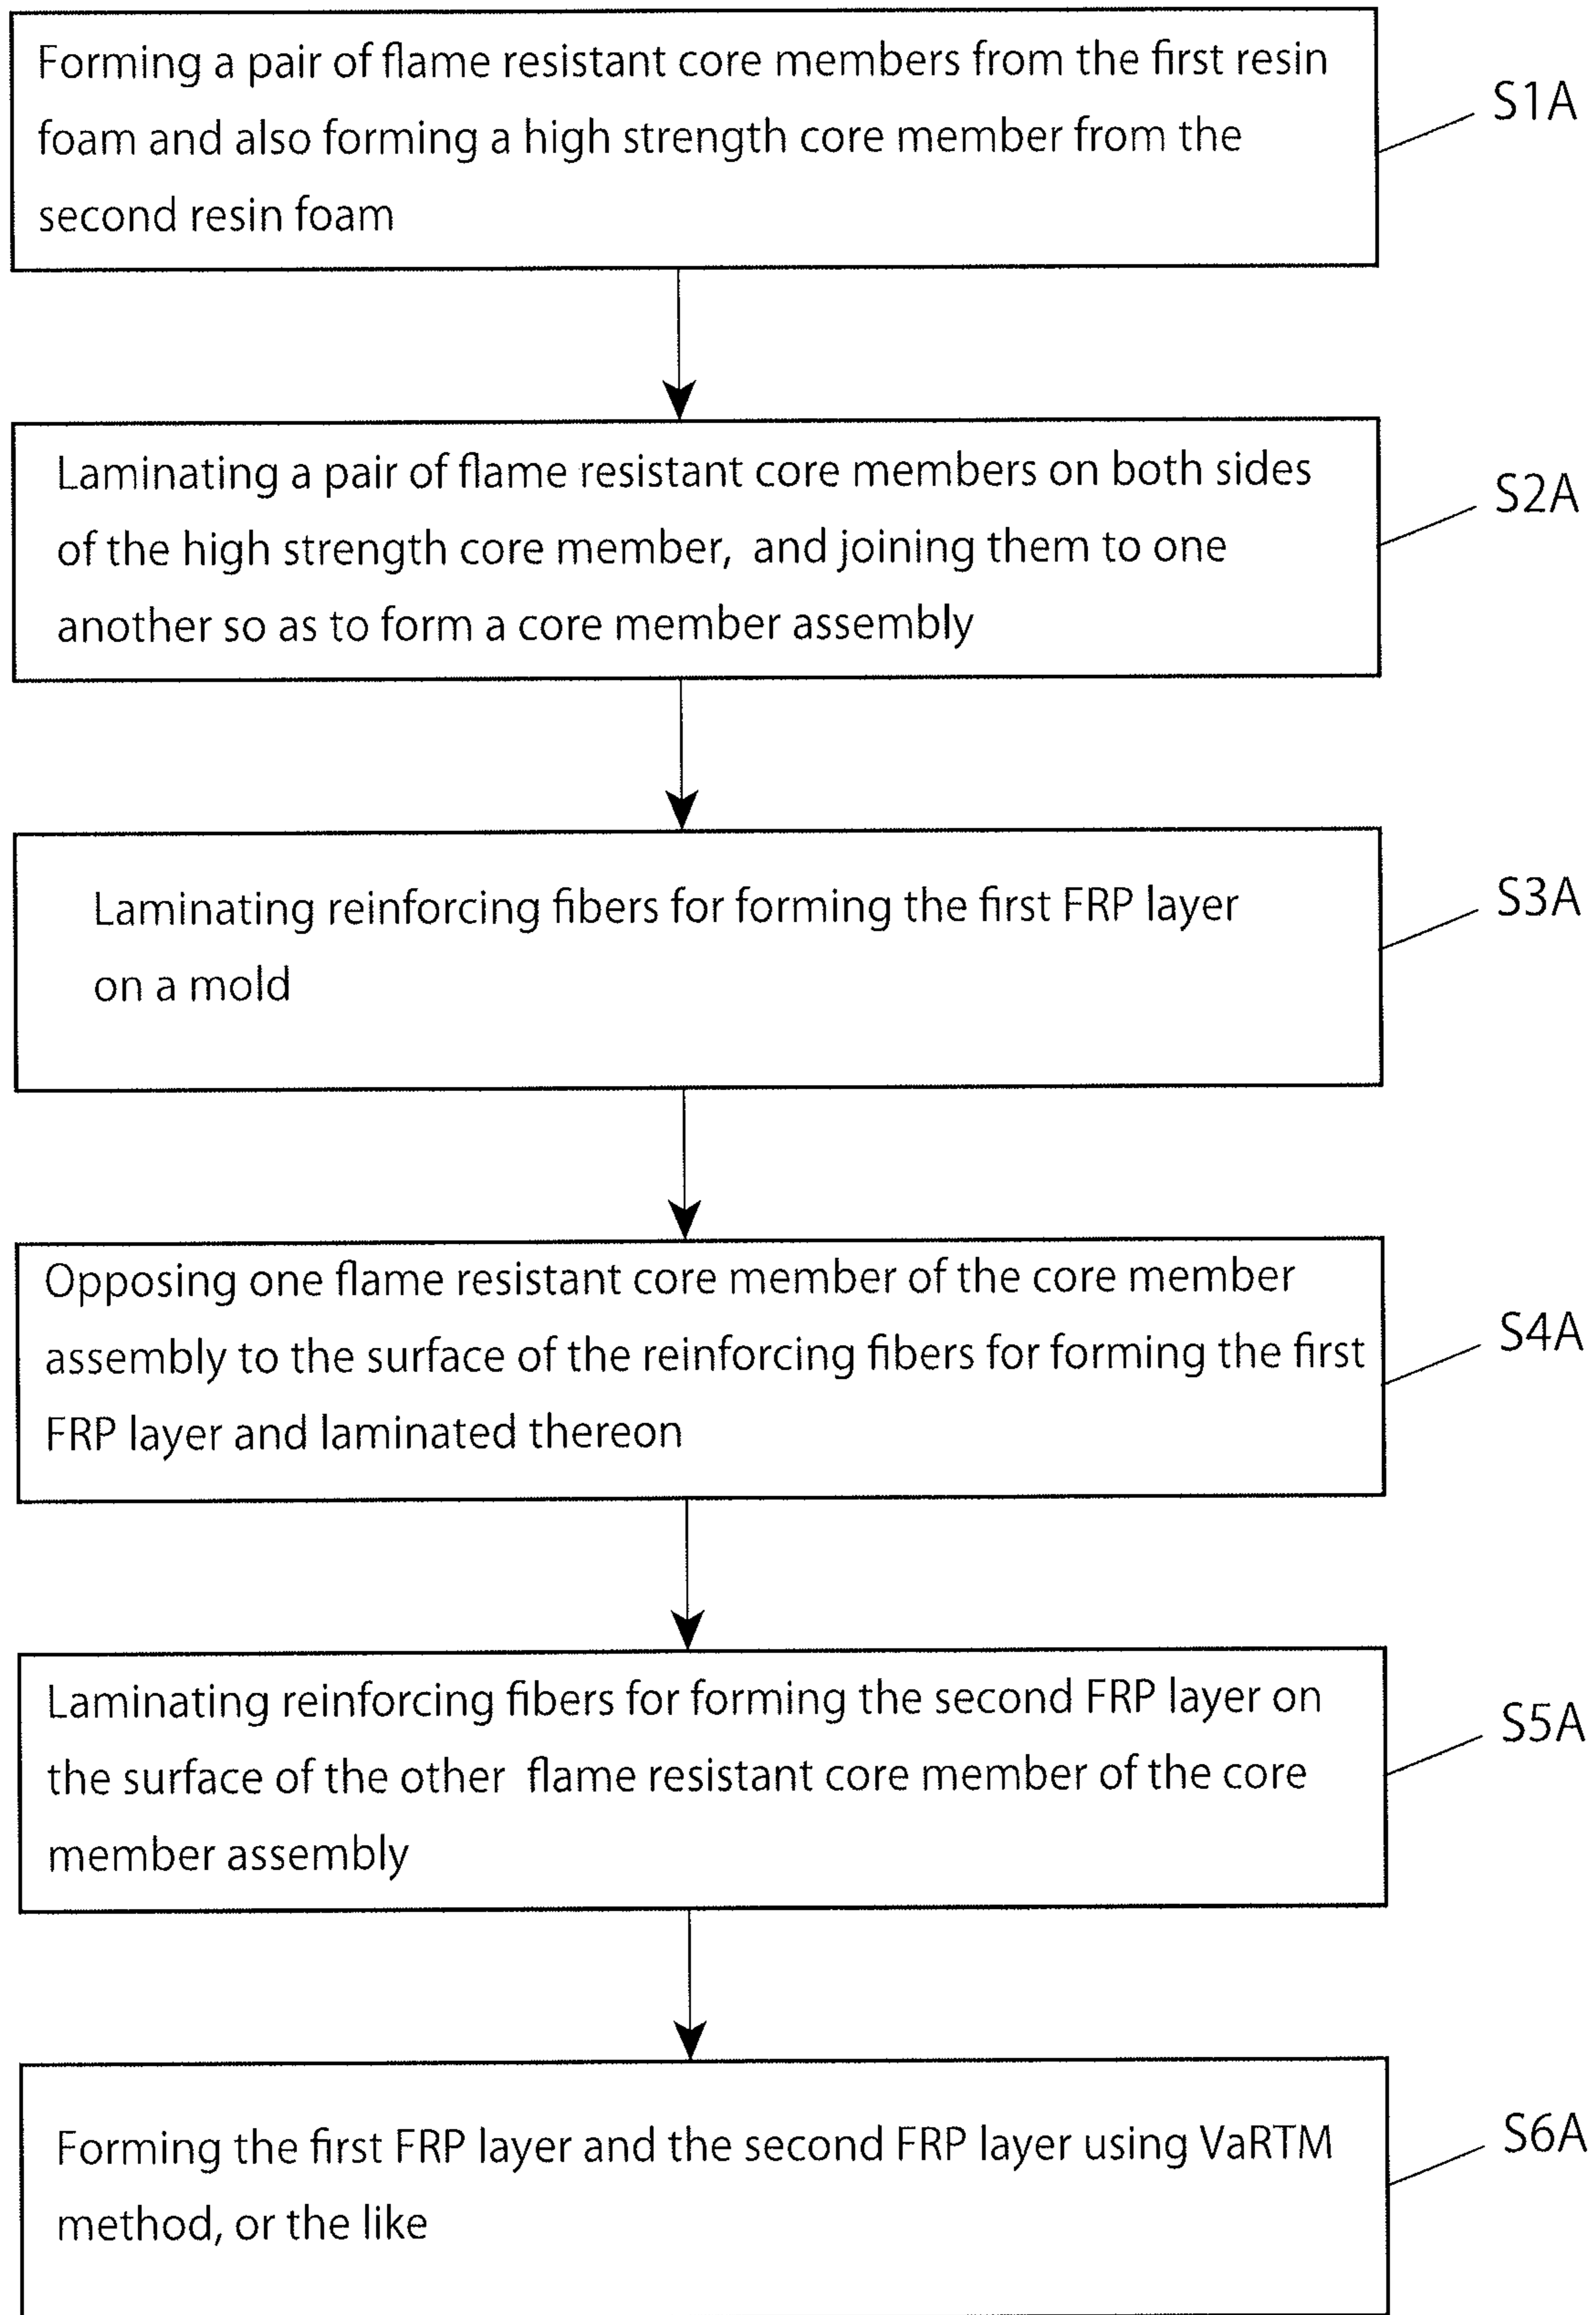 Forming a pair of flame resistant core members from the first resin
foam and also forming a high strength core member from the
second resin foam
S1A
Laminating a pair of flame resistant core members on both sides
of the high strength core member, and joining them to one
another so as to form a core member assembly
S2A
Laminating reinforcing fibers for forming the first FRP layer
on a mold
S3A
Opposing one flame resistant core member of the core member
assembly to the surface of the reinforcing fibers for forming the first
FRP layer and laminated thereon
S4A
Laminating reinforcing fibers for forming the second FRP layer on
the surface of the other flame resistant core member of the core
member assembly
S5A
Forming the first FRP layer and the second FRP layer using VaRTM
method, or the like
S6A